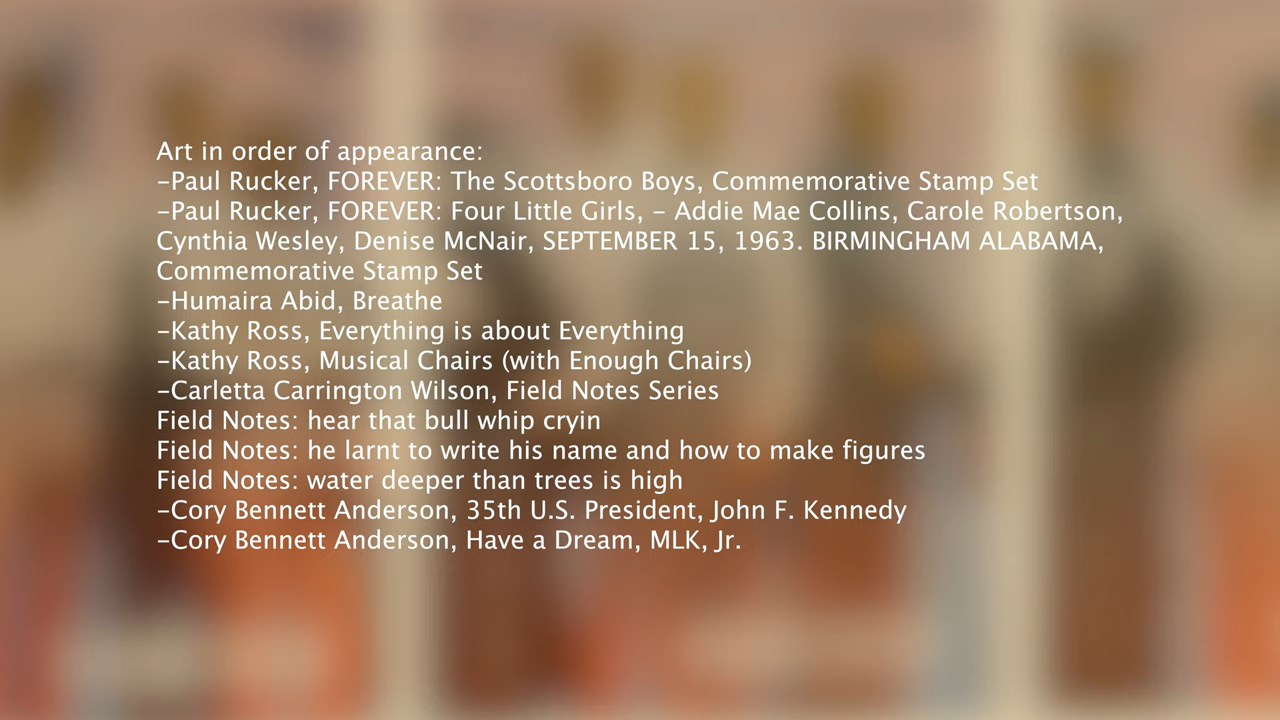 Art in order of appearance:
-Paul Rucker, FOREVER: The Scottsboro Boys, Commemorative Stamp Set
-Paul Rucker, FOREVER: Four Little Girls, - Addie Mae Collins, Carole Robertson,
Cynthia Wesley, Denise McNair, SEPTEMBER 15, 1963. BIRMINGHAM ALABAMA,
Commemorative Stamp Set
-Humaira Abid, Breathe
-Kathy Ross, Everything is about Everything
-Kathy Ross, Musical Chairs (with Enough Chairs)
-Carletta Carrington Wilson, Field Notes Series
Field Notes: hear that bull whip cryin
Field Notes: he larnt to write his name and how to make figures
Field Notes: water deeper than trees is high
-Cory Bennett Anderson, 35th U.S. President, John F. Kennedy
-Cory Bennett Anderson, Have a Dream, MLK, Jr.